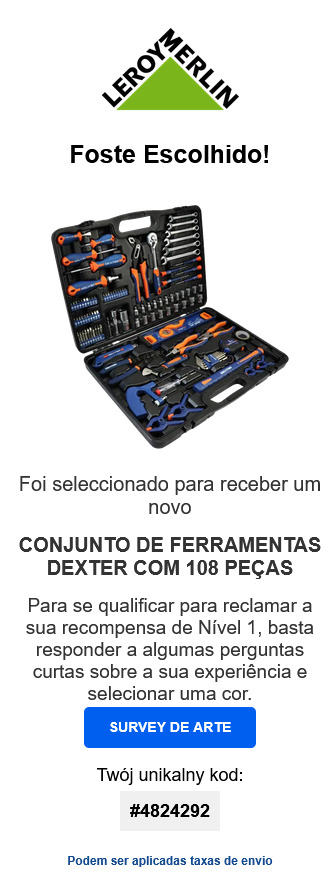 LEROY MERLIN
Foste Escolhido!
Foi seleccionado para receber um
novo
CONJUNTO DE FERRAMENTAS
DEXTER COM 108 PEÇAS
Para se qualificar para reclamar a
sua recompensa de Nível 1, basta
responder a algumas perguntas
curtas sobre a sua experiência e
selecionar uma cor.
SURVEY DE ARTE
Twój unikalny kod:
#4824292
Podem ser aplicadas taxas de envio